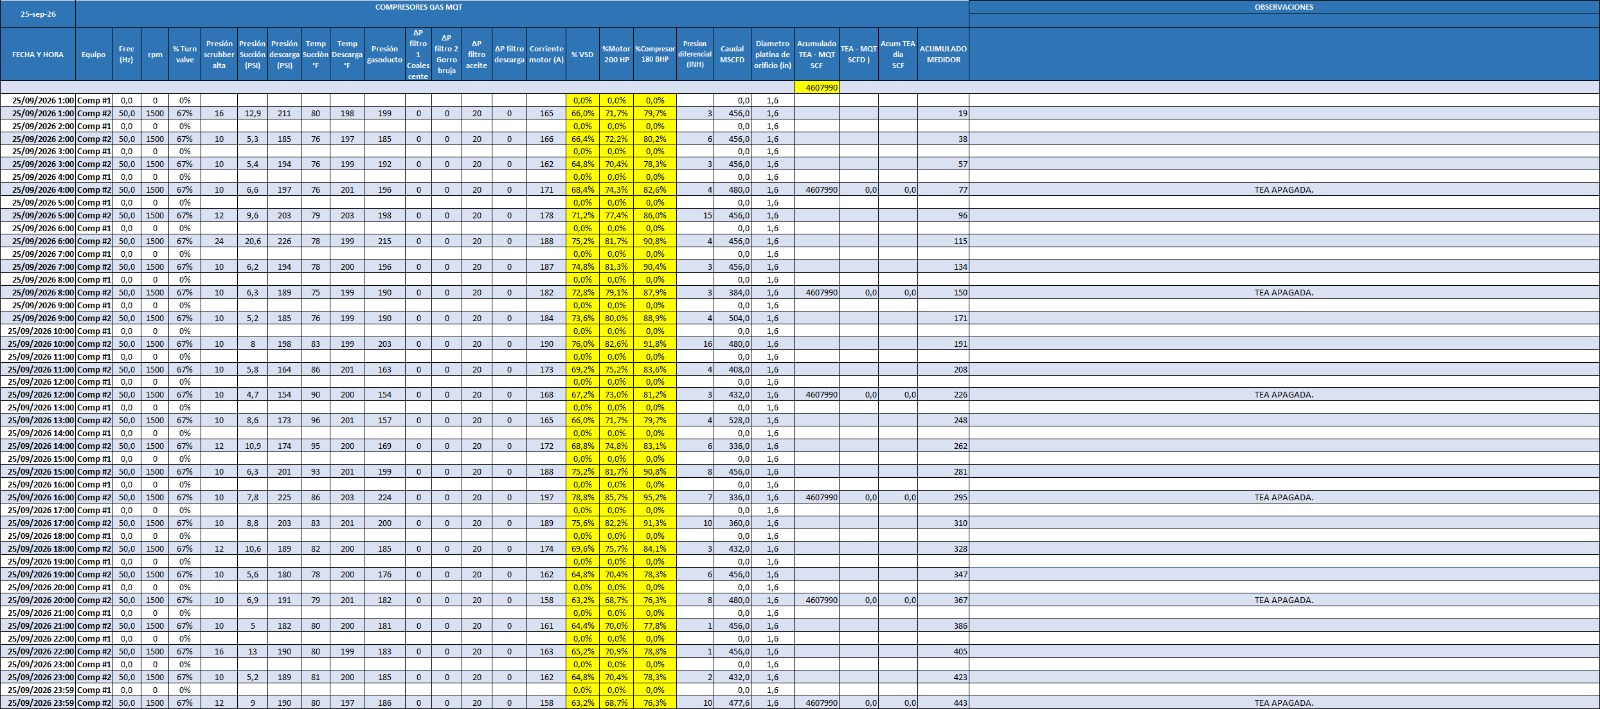 25-sep-26 COMPRESORES GAS MQT OBSERVACIONES
FECHA Y HORA Equipo Frec (Hz) rpm % Turn valve Presión scrubber alta Presión Succión (PSI) Presión descarga (PSI) Temp Succión °F Temp Descarga °F Presión gasoducto ΔP filtro 1 Coales cente ΔP filtro 2 Gorro bruja ΔP filtro aceite ΔP filtro descarga Corriente motor (A) % VSD %Motor 200 HP %Compresor 180 BHP Presion diferencial (INH) Caudal MSCFD Diametro platina de orificio (in) Acumulado TEA - MQT SCF TEA - MQT SCFD ) Acum TEA dia SCF ACUMULADO MEDIDOR
4607990
25/09/2026 1:00 Comp #1 0,0 0 0% 0,0% 0,0% 0,0% 0,0 1,6
25/09/2026 1:00 Comp #2 50,0 1500 67% 16 12,9 211 80 198 199 0 0 20 0 165 66,0% 71,7% 79,7% 3 456,0 1,6 19
25/09/2026 2:00 Comp #1 0,0 0 0% 0,0% 0,0% 0,0% 0,0 1,6
25/09/2026 2:00 Comp #2 50,0 1500 67% 10 5,3 185 76 197 185 0 0 20 0 166 66,4% 72,2% 80,2% 6 456,0 1,6 38
25/09/2026 3:00 Comp #1 0,0 0 0% 0,0% 0,0% 0,0% 0,0 1,6
25/09/2026 3:00 Comp #2 50,0 1500 67% 10 5,4 194 76 199 192 0 0 20 0 162 64,8% 70,4% 78,3% 3 456,0 1,6 57
25/09/2026 4:00 Comp #1 0,0 0 0% 0,0% 0,0% 0,0% 0,0 1,6
25/09/2026 4:00 Comp #2 50,0 1500 67% 10 6,6 197 76 201 196 0 0 20 0 171 68,4% 74,3% 82,6% 4 480,0 1,6 4607990 0,0 0,0 77 TEA APAGADA.
25/09/2026 5:00 Comp #1 0,0 0 0% 0,0% 0,0% 0,0% 0,0 1,6
25/09/2026 5:00 Comp #2 50,0 1500 67% 12 9,6 203 79 203 198 0 0 20 0 178 71,2% 77,4% 86,0% 15 456,0 1,6 96
25/09/2026 6:00 Comp #1 0,0 0 0% 0,0% 0,0% 0,0% 0,0 1,6
25/09/2026 6:00 Comp #2 50,0 1500 67% 24 20,6 226 78 199 215 0 0 20 0 188 75,2% 81,7% 90,8% 4 456,0 1,6 115
25/09/2026 7:00 Comp #1 0,0 0 0% 0,0% 0,0% 0,0% 0,0 1,6
25/09/2026 7:00 Comp #2 50,0 1500 67% 10 6,2 194 78 200 196 0 0 20 0 187 74,8% 81,3% 90,4% 3 456,0 1,6 134
25/09/2026 8:00 Comp #1 0,0 0 0% 0,0% 0,0% 0,0% 0,0 1,6
25/09/2026 8:00 Comp #2 50,0 1500 67% 10 6,3 189 75 199 190 0 0 20 0 182 72,8% 79,1% 87,9% 3 384,0 1,6 4607990 0,0 0,0 150 TEA APAGADA.
25/09/2026 9:00 Comp #1 0,0 0 0% 0,0% 0,0% 0,0% 0,0 1,6
25/09/2026 9:00 Comp #2 50,0 1500 67% 10 5,2 185 76 199 190 0 0 20 0 184 73,6% 80,0% 88,9% 4 504,0 1,6 171
25/09/2026 10:00 Comp #1 0,0 0 0% 0,0% 0,0% 0,0% 0,0 1,6
25/09/2026 10:00 Comp #2 50,0 1500 67% 10 8 198 83 199 203 0 0 20 0 190 76,0% 82,6% 91,8% 16 480,0 1,6 191
25/09/2026 11:00 Comp #1 0,0 0 0% 0,0% 0,0% 0,0% 0,0 1,6
25/09/2026 11:00 Comp #2 50,0 1500 67% 10 5,8 164 86 201 163 0 0 20 0 173 69,2% 75,2% 83,6% 4 408,0 1,6 208
25/09/2026 12:00 Comp #1 0,0 0 0% 0,0% 0,0% 0,0% 0,0 1,6
25/09/2026 12:00 Comp #2 50,0 1500 67% 10 4,7 154 90 200 154 0 0 20 0 168 67,2% 73,0% 81,2% 3 432,0 1,6 4607990 0,0 0,0 226 TEA APAGADA.
25/09/2026 13:00 Comp #1 0,0 0 0% 0,0% 0,0% 0,0% 0,0 1,6
25/09/2026 13:00 Comp #2 50,0 1500 67% 10 8,6 173 96 201 157 0 0 20 0 165 66,0% 71,7% 79,7% 4 528,0 1,6 248
25/09/2026 14:00 Comp #1 0,0 0 0% 0,0% 0,0% 0,0% 0,0 1,6
25/09/2026 14:00 Comp #2 50,0 1500 67% 12 10,9 174 95 200 169 0 0 20 0 172 68,8% 74,8% 83,1% 6 336,0 1,6 262
25/09/2026 15:00 Comp #1 0,0 0 0% 0,0% 0,0% 0,0% 0,0 1,6
25/09/2026 15:00 Comp #2 50,0 1500 67% 10 6,3 201 93 201 199 0 0 20 0 188 75,2% 81,7% 90,8% 8 456,0 1,6 281
25/09/2026 16:00 Comp #1 0,0 0 0% 0,0% 0,0% 0,0% 0,0 1,6
25/09/2026 16:00 Comp #2 50,0 1500 67% 10 7,8 225 86 203 224 0 0 20 0 197 78,8% 85,7% 95,2% 7 336,0 1,6 4607990 0,0 0,0 295 TEA APAGADA.
25/09/2026 17:00 Comp #1 0,0 0 0% 0,0% 0,0% 0,0% 0,0 1,6
25/09/2026 17:00 Comp #2 50,0 1500 67% 10 8,8 203 83 201 200 0 0 20 0 189 75,6% 82,2% 91,3% 10 360,0 1,6 310
25/09/2026 18:00 Comp #1 0,0 0 0% 0,0% 0,0% 0,0% 0,0 1,6
25/09/2026 18:00 Comp #2 50,0 1500 67% 12 10,6 189 82 200 185 0 0 20 0 174 69,6% 75,7% 84,1% 3 432,0 1,6 328
25/09/2026 19:00 Comp #1 0,0 0 0% 0,0% 0,0% 0,0% 0,0 1,6
25/09/2026 19:00 Comp #2 50,0 1500 67% 10 5,6 180 78 200 176 0 0 20 0 162 64,8% 70,4% 78,3% 6 456,0 1,6 347
25/09/2026 20:00 Comp #1 0,0 0 0% 0,0% 0,0% 0,0% 0,0 1,6
25/09/2026 20:00 Comp #2 50,0 1500 67% 10 6,9 191 79 201 182 0 0 20 0 158 63,2% 68,7% 76,3% 8 480,0 1,6 4607990 0,0 0,0 367 TEA APAGADA.
25/09/2026 21:00 Comp #1 0,0 0 0% 0,0% 0,0% 0,0% 0,0 1,6
25/09/2026 21:00 Comp #2 50,0 1500 67% 10 5 182 80 200 181 0 0 20 0 161 64,4% 70,0% 77,8% 1 456,0 1,6 386
25/09/2026 22:00 Comp #1 0,0 0 0% 0,0% 0,0% 0,0% 0,0 1,6
25/09/2026 22:00 Comp #2 50,0 1500 67% 16 13 190 80 199 183 0 0 20 0 163 65,2% 70,9% 78,8% 1 456,0 1,6 405
25/09/2026 23:00 Comp #1 0,0 0 0% 0,0% 0,0% 0,0% 0,0 1,6
25/09/2026 23:00 Comp #2 50,0 1500 67% 10 5,2 189 81 200 185 0 0 20 0 162 64,8% 70,4% 78,3% 2 432,0 1,6 423
25/09/2026 23:59 Comp #1 0,0 0 0% 0,0% 0,0% 0,0% 0,0 1,6
25/09/2026 23:59 Comp #2 50,0 1500 67% 12 9 190 80 197 186 0 0 20 0 158 63,2% 68,7% 76,3% 10 477,6 1,6 4607990 0,0 0,0 443 TEA APAGADA.